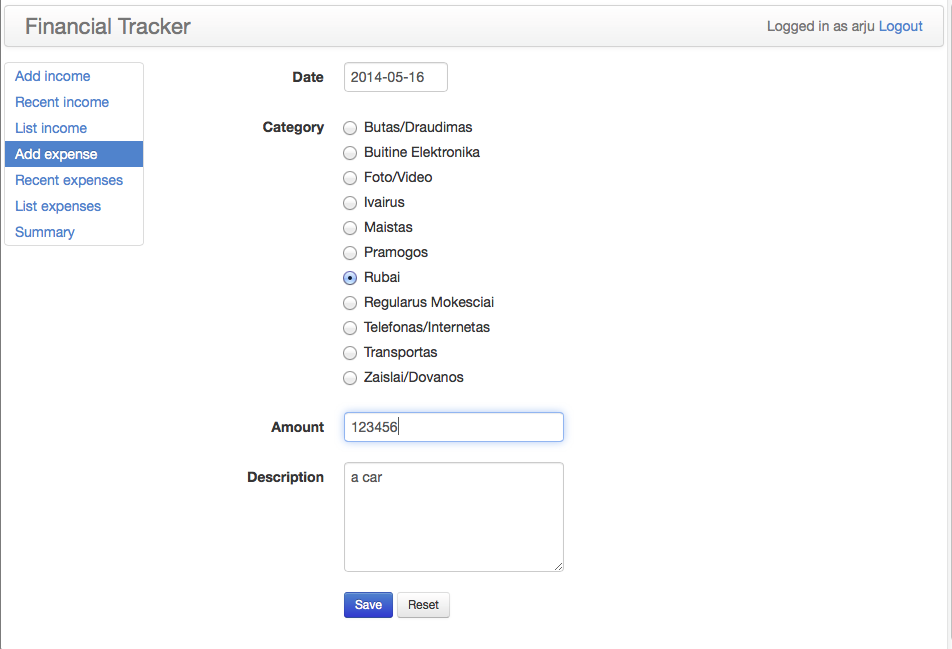 Financial Tracker
Logged in as arju Logout
Add income
Recent income
List income
Add expense
Recent expenses
List expenses
Summary
Date 2014-05-16
Category
Butas/Draudimas
Buitine Elektronika
Foto/Video
Ivairus
Maistas
Pramogos
Rubai
Regularus Mokesciai
Telefonas/Internetas
Transportas
Zaislai/Dovanos
Amount 123456
Description a car
Save Reset